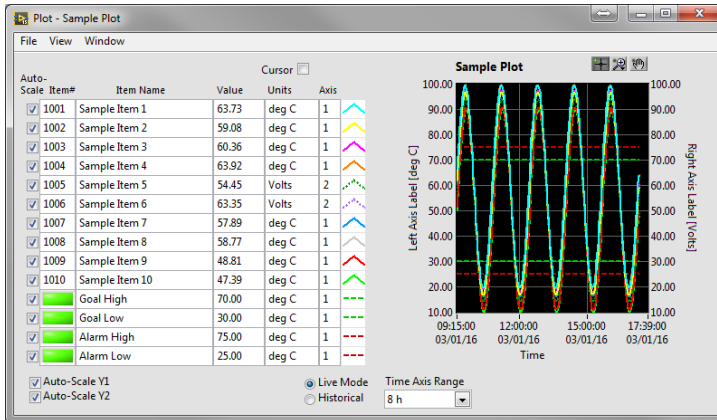 Plot - Sample Plot
File View Window
Cursor
Auto-
Scale Item# Item Name Value Units Axis
1001 Sample Item 1 63.73 deg C 1
1002 Sample Item 2 59.08 deg C 1
1003 Sample Item 3 60.36 deg C 1
1004 Sample Item 4 63.92 deg C 1
1005 Sample Item 5 54.45 Volts 2
1006 Sample Item 6 63.35 Volts 2
1007 Sample Item 7 57.89 deg C 1
1008 Sample Item 8 58.77 deg C 1
1009 Sample Item 9 48.81 deg C 1
1010 Sample Item 10 47.39 deg C 1
Goal High 70.00 deg C 1
Goal Low 30.00 deg C 1
Alarm High 75.00 deg C 1
Alarm Low 25.00 deg C 1
Auto-Scale Y1
Auto-Scale Y2
Live Mode
Historical
Time Axis Range
8 h
Sample Plot
Left Axis Label [deg C]
100.00 100.00
90.00 90.00
80.00 80.00
70.00 70.00
60.00 60.00
50.00 50.00
40.00 40.00
30.00 30.00
20.00 20.00
10.00 10.00
Right Axis Label [Volts]
09:15:00 12:00:00 15:00:00 17:39:00
03/01/16 03/01/16 03/01/16 03/01/16
Time